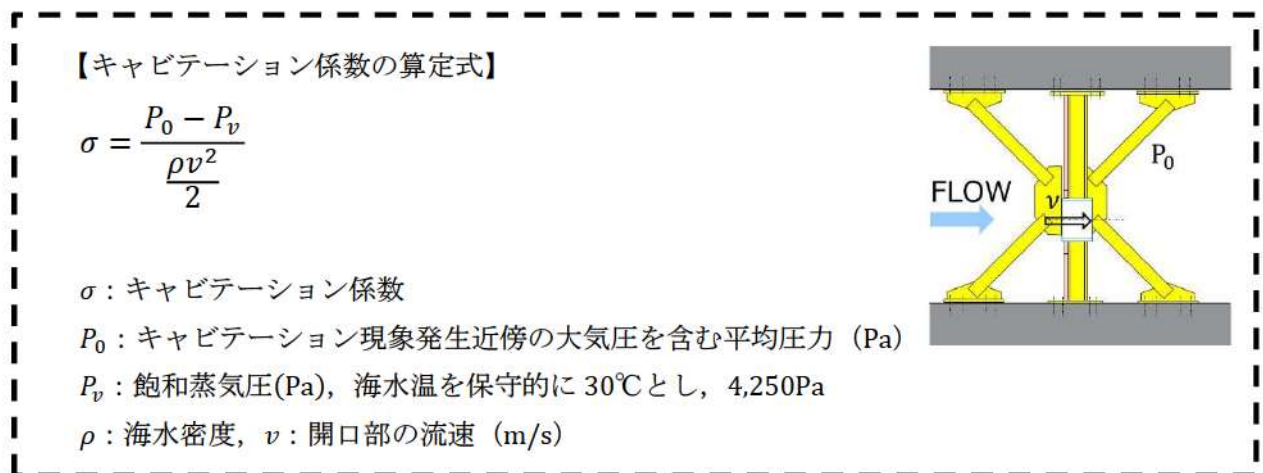 【キャビテーション係数の算定式】
σ = (P₀ − P_v) / (ρv²/2)
P₀
FLOW
v
σ：キャビテーション係数
P₀：キャビテーション現象発生近傍の大気圧を含む平均圧力（Pa）
P_v：飽和蒸気圧(Pa)，海水温を保守的に 30℃とし，4,250Pa
ρ：海水密度，v：開口部の流速（m/s）